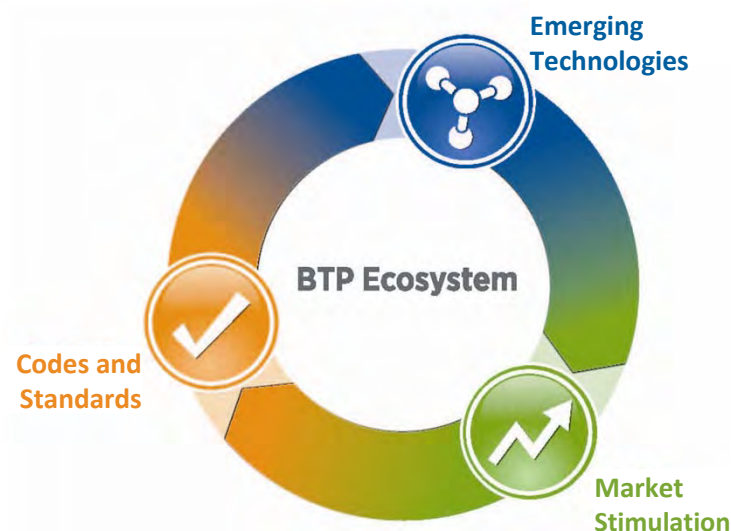 Emerging
Technologies
BTP Ecosystem
Codes and
Standards
Market
Stimulation